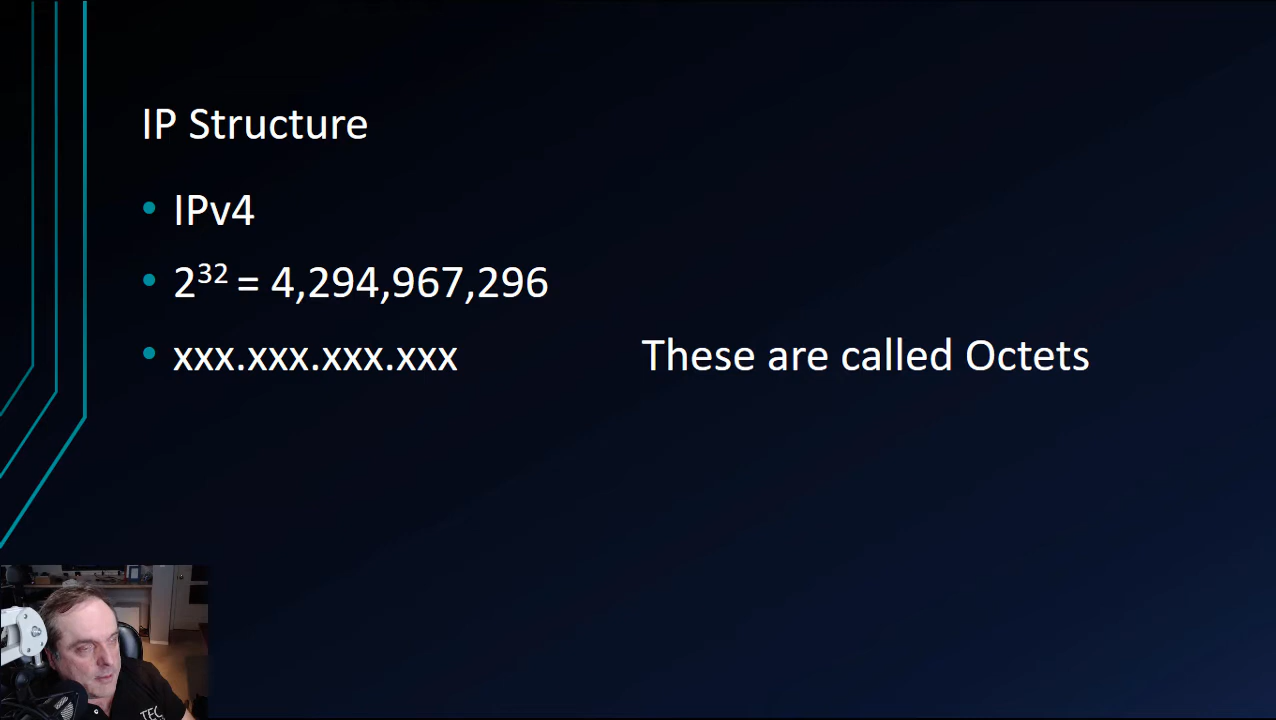 IP Structure
IPv4
2³² = 4,294,967,296
xxx.xxx.xxx.xxx These are called Octets